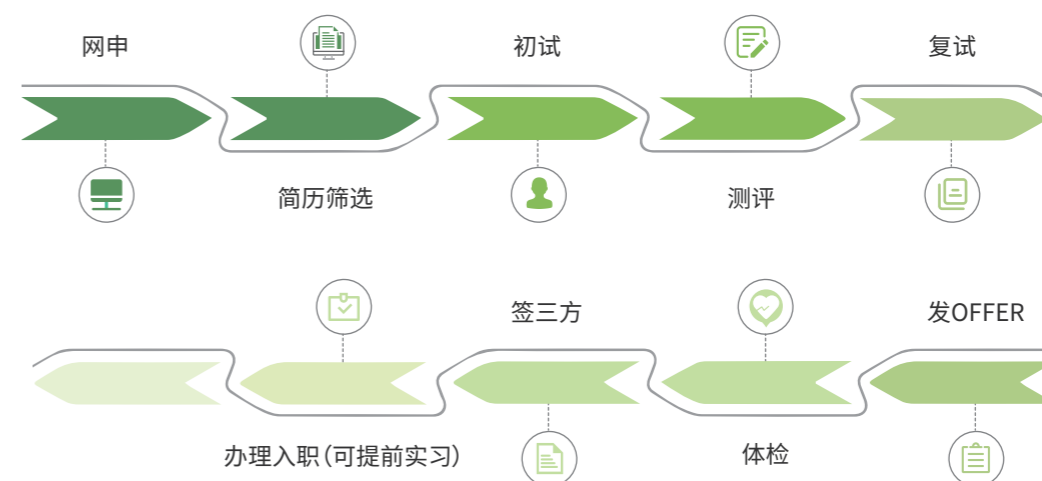 网申
初试
复试
简历筛选
测评
签三方
发OFFER
办理入职(可提前实习)
体检